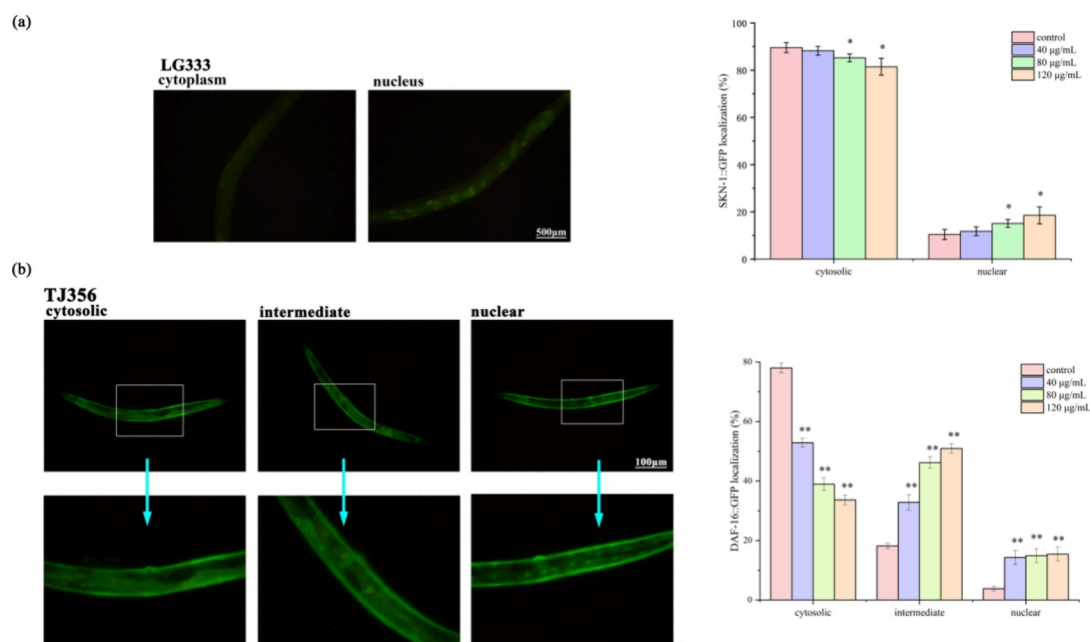 (a)
LG333
cytoplasm
nucleus
500μm
SKN-1::GFP localization (%)
100
80
60
40
20
0
control
40 μg/mL
80 μg/mL
120 μg/mL
*
*
*
*
cytosolic
nuclear
(b)
TJ356
cytosolic
intermediate
nuclear
100μm
DAF-16::GFP localization (%)
80
60
40
20
0
control
40 μg/mL
80 μg/mL
120 μg/mL
**
**
**
**
**
**
**
**
**
cytosolic
intermediate
nuclear